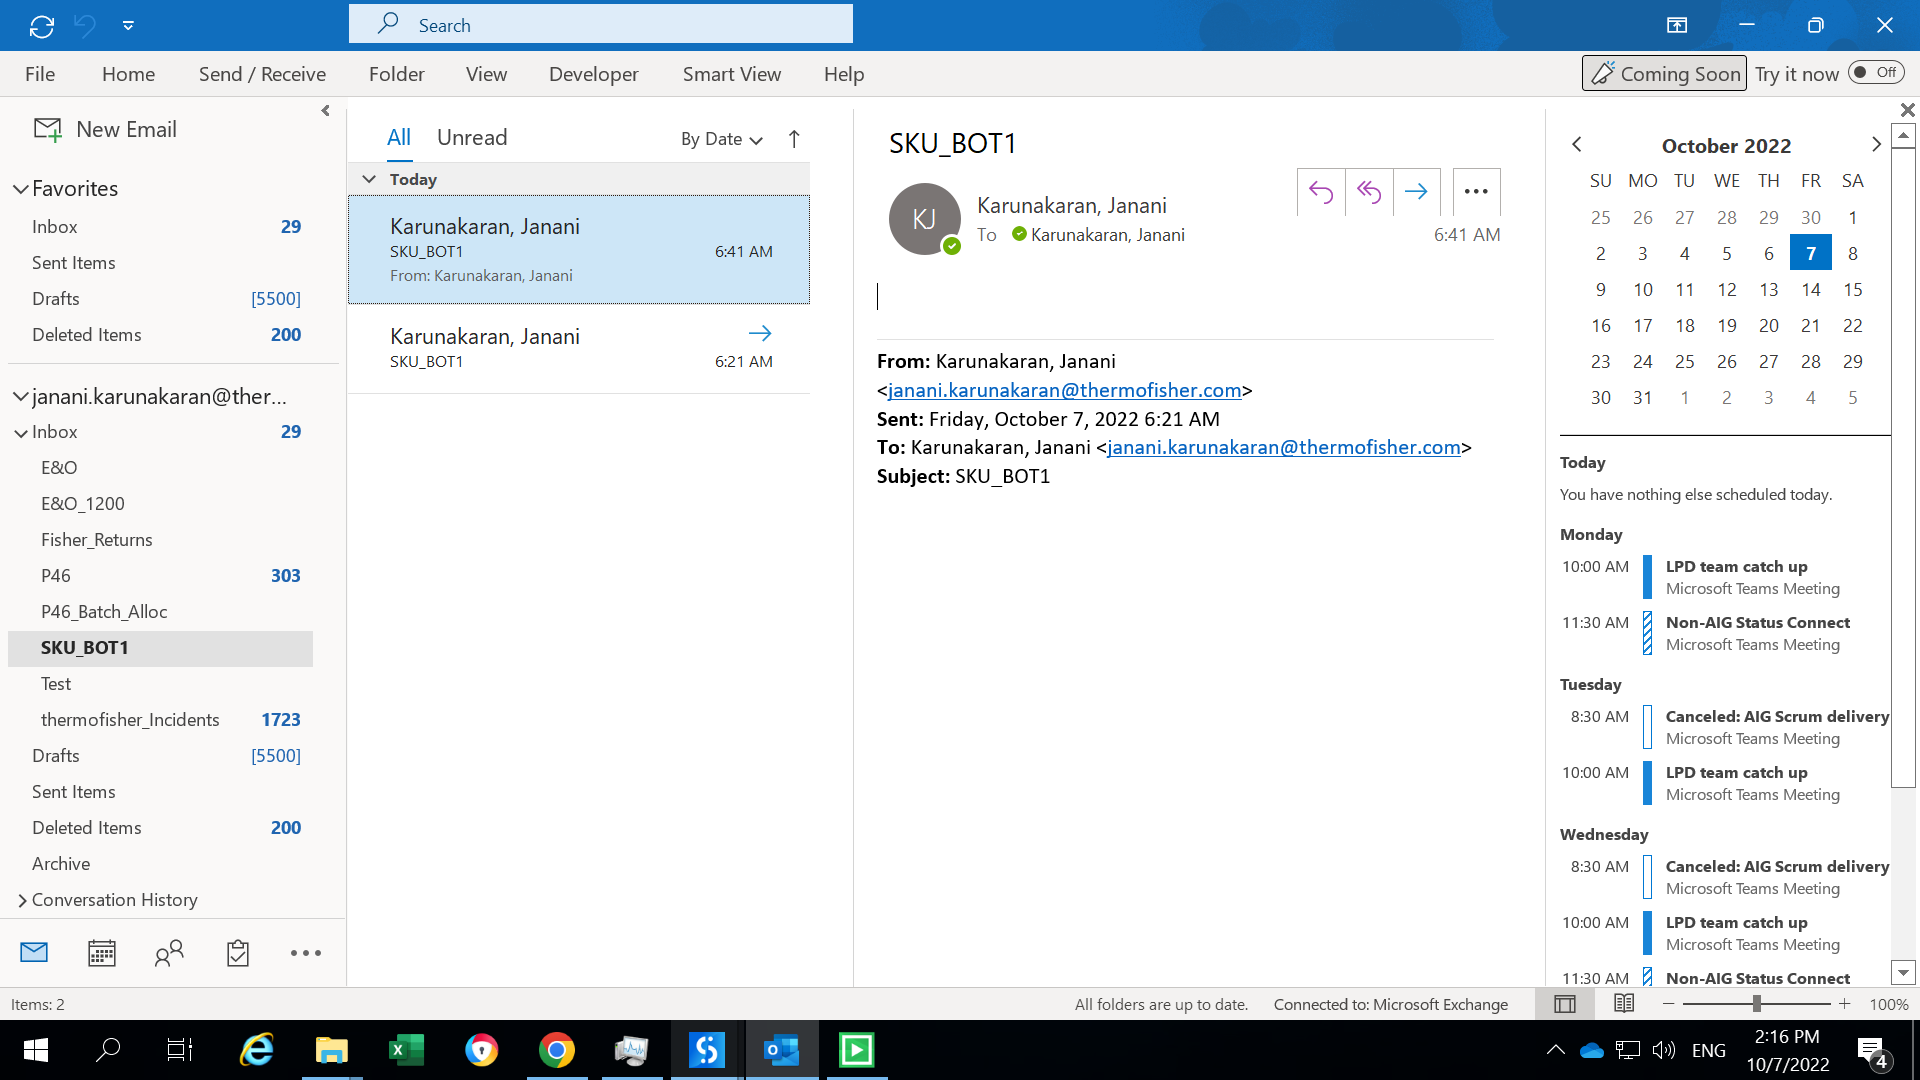 Search
File Home Send / Receive Folder View Developer Smart View Help Coming Soon Try it now Off
New Email
Favorites
Inbox 29
Sent Items
Drafts [5500]
Deleted Items 200
janani.karunakaran@ther...
Inbox 29
E&O
E&O_1200
Fisher_Returns
P46 303
P46_Batch_Alloc
SKU_BOT1
Test
thermofisher_Incidents 1723
Drafts [5500]
Sent Items
Deleted Items 200
Archive
Conversation History
All Unread By Date
Today
Karunakaran, Janani
SKU_BOT1 6:41 AM
From: Karunakaran, Janani
Karunakaran, Janani
SKU_BOT1 6:21 AM
SKU_BOT1
KJ
Karunakaran, Janani
To Karunakaran, Janani 6:41 AM
From: Karunakaran, Janani
<janani.karunakaran@thermofisher.com>
Sent: Friday, October 7, 2022 6:21 AM
To: Karunakaran, Janani <janani.karunakaran@thermofisher.com>
Subject: SKU_BOT1
October 2022
SU MO TU WE TH FR SA
25 26 27 28 29 30 1
2 3 4 5 6 7 8
9 10 11 12 13 14 15
16 17 18 19 20 21 22
23 24 25 26 27 28 29
30 31 1 2 3 4 5
Today
You have nothing else scheduled today.
Monday
10:00 AM LPD team catch up
Microsoft Teams Meeting
11:30 AM Non-AIG Status Connect
Microsoft Teams Meeting
Tuesday
8:30 AM Canceled: AIG Scrum delivery
Microsoft Teams Meeting
10:00 AM LPD team catch up
Microsoft Teams Meeting
Wednesday
8:30 AM Canceled: AIG Scrum delivery
Microsoft Teams Meeting
10:00 AM LPD team catch up
Microsoft Teams Meeting
11:30 AM Non-AIG Status Connect
Items: 2 All folders are up to date. Connected to: Microsoft Exchange 100%
ENG
2:16 PM
10/7/2022
4